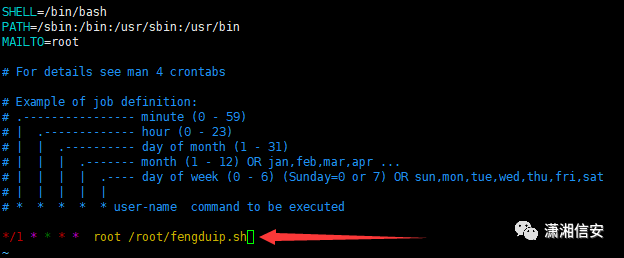 SHELL=/bin/bash
PATH=/sbin:/bin:/usr/sbin:/usr/bin
MAILTO=root

# For details see man 4 crontabs

# Example of job definition:
# .---------------- minute (0 - 59)
# |  .------------- hour (0 - 23)
# |  |  .---------- day of month (1 - 31)
# |  |  |  .------- month (1 - 12) OR jan,feb,mar,apr ...
# |  |  |  |  .---- day of week (0 - 6) (Sunday=0 or 7) OR sun,mon,tue,wed,thu,fri,sat
# |  |  |  |  |
# *  *  *  *  * user-name  command to be executed

*/1 * * * *  root /root/fengduip.sh
~
潇湘信安